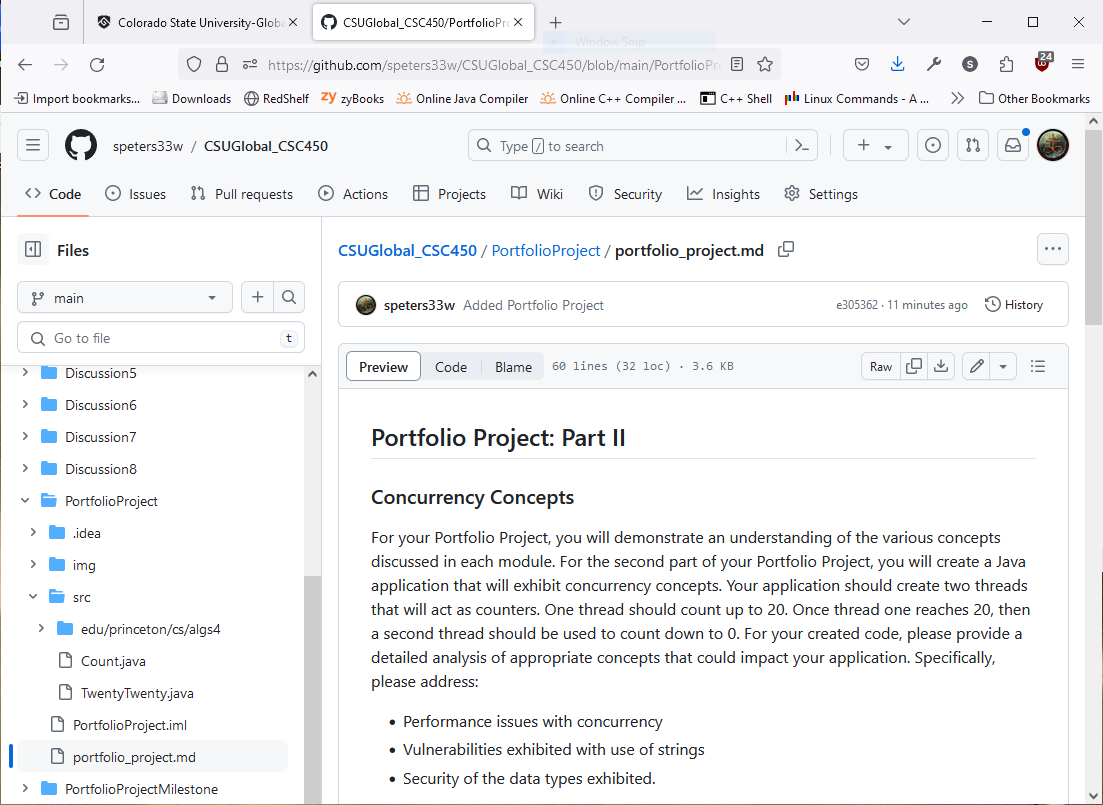 Colorado State University-Globa
CSUGlobal_CSC450/PortfolioPro
Window Snip
https://github.com/speters33w/CSUGlobal_CSC450/blob/main/PortfolioPro
S
24
Import bookmarks...
Downloads
RedShelf
zyBooks
Online Java Compiler
Online C++ Compiler ...
C++ Shell
Linux Commands - A ...
Other Bookmarks
speters33w / CSUGlobal_CSC450
Type / to search
Code
Issues
Pull requests
Actions
Projects
Wiki
Security
Insights
Settings
Files
main
Go to file
t
Discussion5
Discussion6
Discussion7
Discussion8
PortfolioProject
.idea
img
src
edu/princeton/cs/algs4
Count.java
TwentyTwenty.java
PortfolioProject.iml
portfolio_project.md
PortfolioProjectMilestone
CSUGlobal_CSC450 / PortfolioProject / portfolio_project.md
speters33w Added Portfolio Project
e305362 · 11 minutes ago
History
Preview
Code
Blame
60 lines (32 loc) · 3.6 KB
Raw
Portfolio Project: Part II
Concurrency Concepts
For your Portfolio Project, you will demonstrate an understanding of the various concepts
discussed in each module. For the second part of your Portfolio Project, you will create a Java
application that will exhibit concurrency concepts. Your application should create two threads
that will act as counters. One thread should count up to 20. Once thread one reaches 20, then
a second thread should be used to count down to 0. For your created code, please provide a
detailed analysis of appropriate concepts that could impact your application. Specifically,
please address:
• Performance issues with concurrency
• Vulnerabilities exhibited with use of strings
• Security of the data types exhibited.